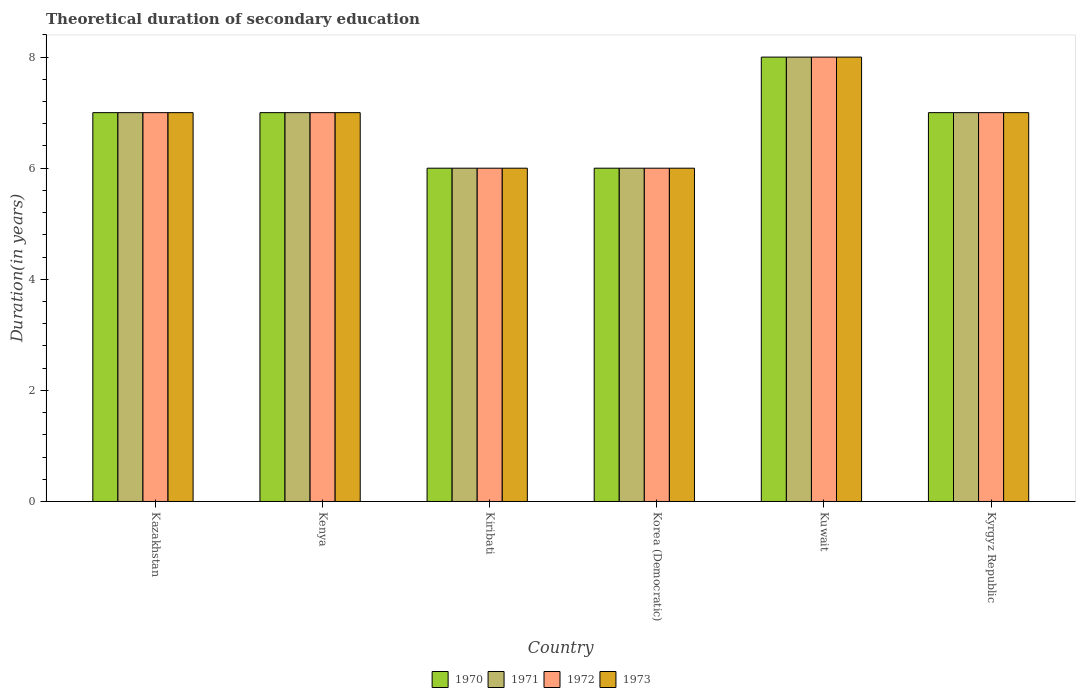 Theoretical duration of secondary education
Duration(in years)
8
6
4
2
0
Kazakhstan
Kenya
Kiribati
Korea (Democratic)
Kuwait
Kyrgyz Republic
Country
1970 1971 1972 1973